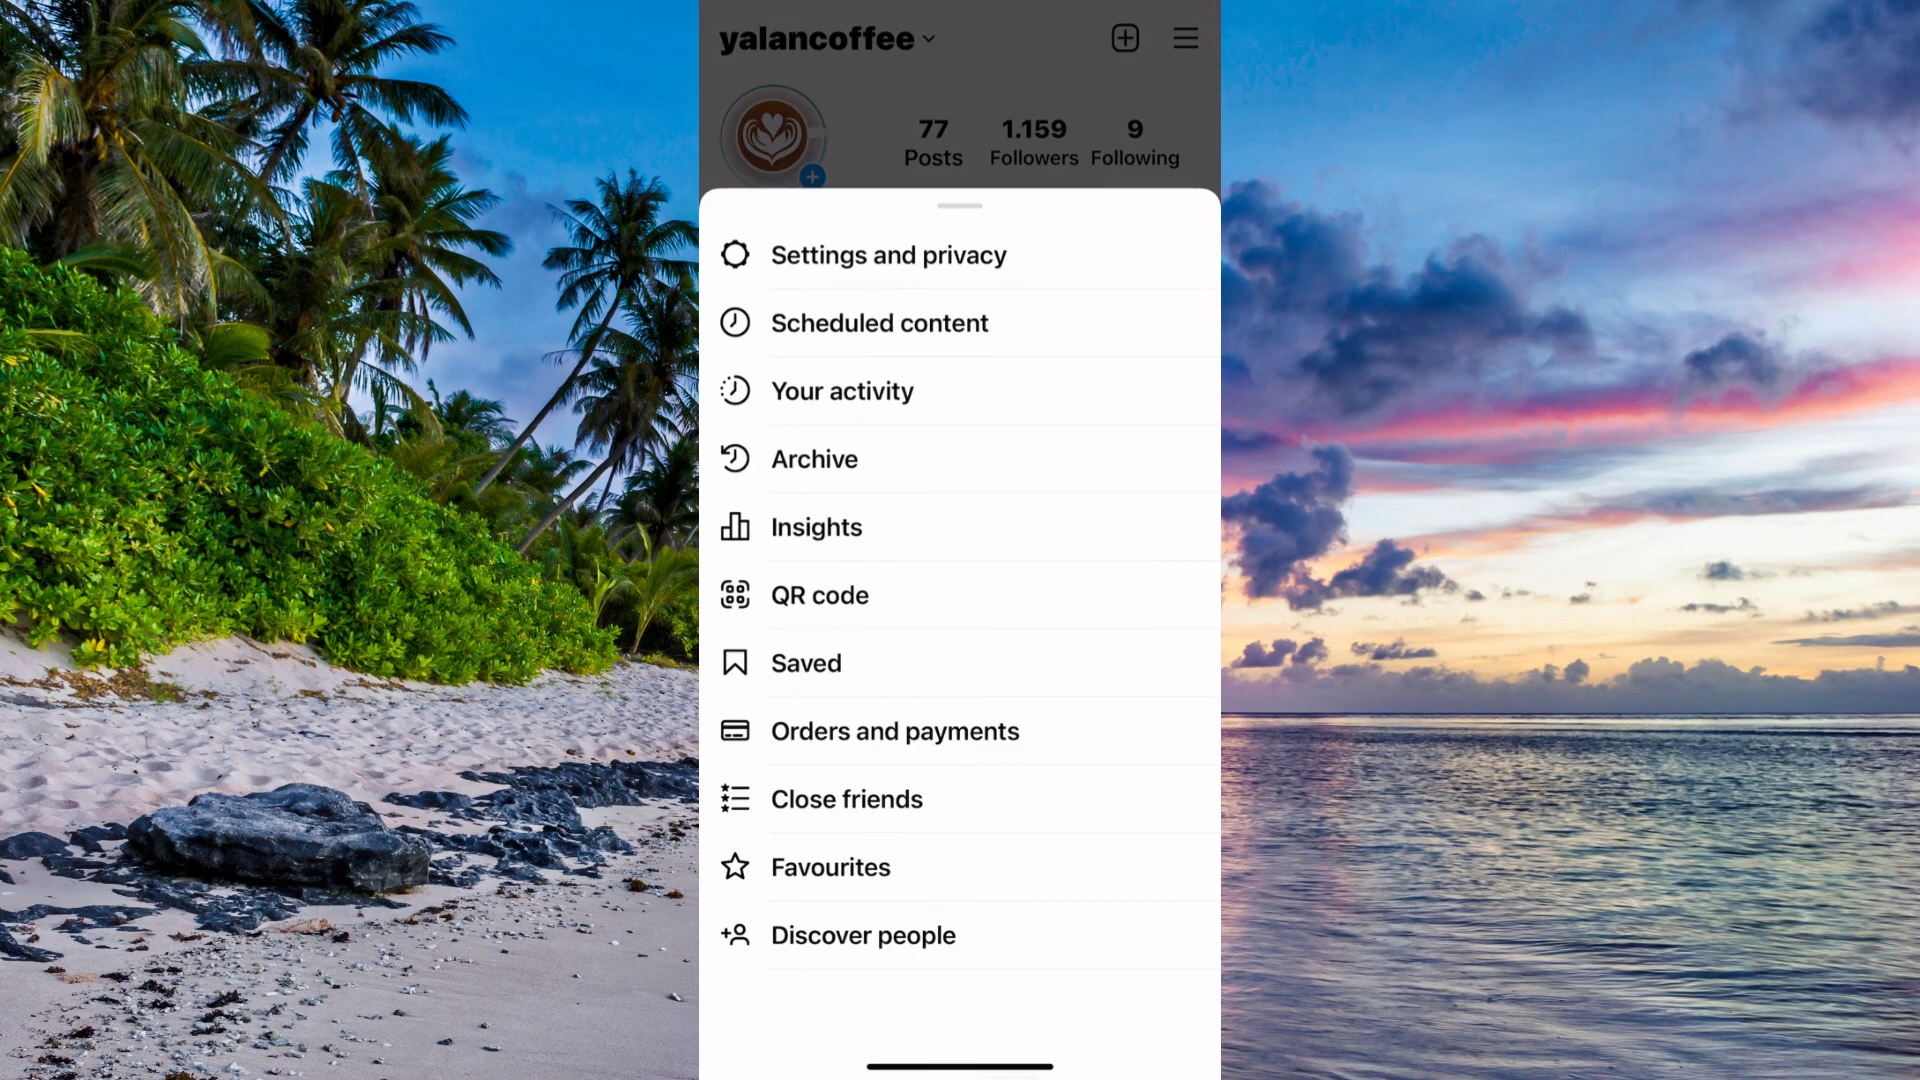 yalancoffee
77 1.159 9
Posts Followers Following
Settings and privacy
Scheduled content
Your activity
Archive
Insights
QR code
Saved
Orders and payments
Close friends
Favourites
Discover people